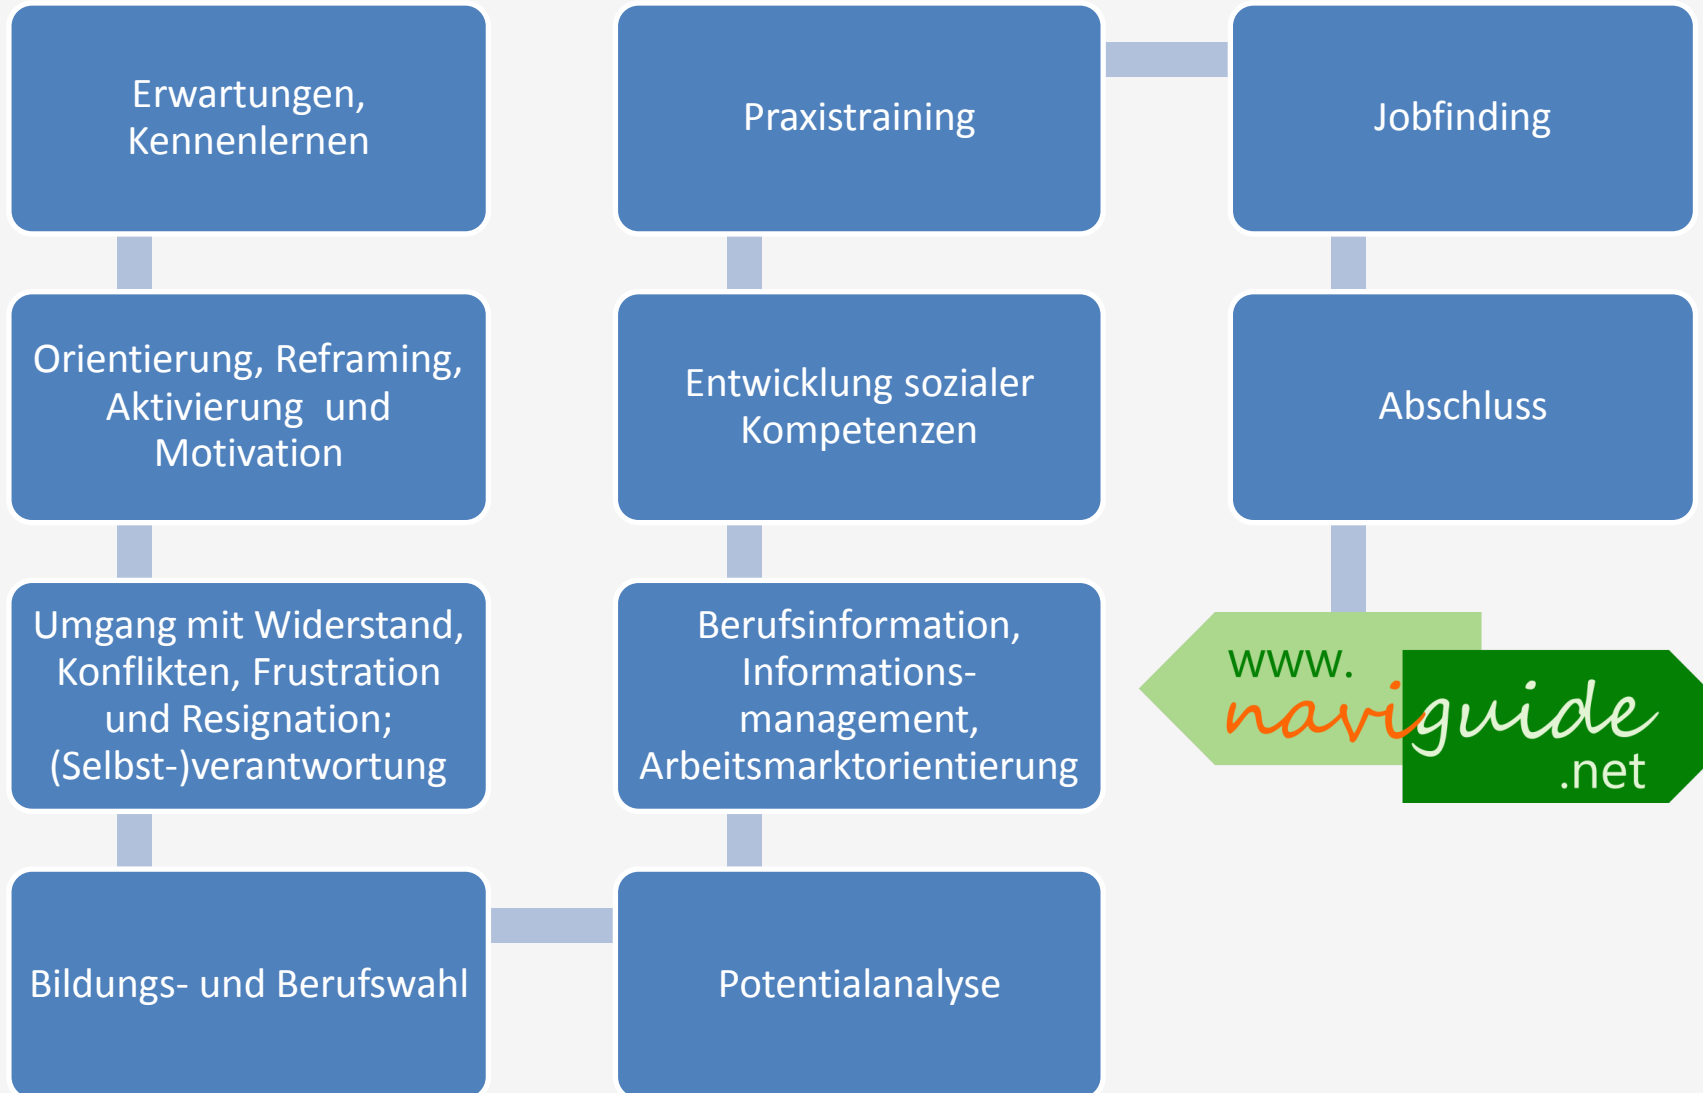 Erwartungen,
Kennenlernen
Orientierung, Reframing,
Aktivierung und
Motivation
Umgang mit Widerstand,
Konflikten, Frustration
und Resignation;
(Selbst-)verantwortung
Bildungs- und Berufswahl
Potentialanalyse
Berufsinformation,
Informations-
management,
Arbeitsmarktorientierung
Entwicklung sozialer
Kompetenzen
Praxistraining
Jobfinding
Abschluss
www.
naviguide
.net